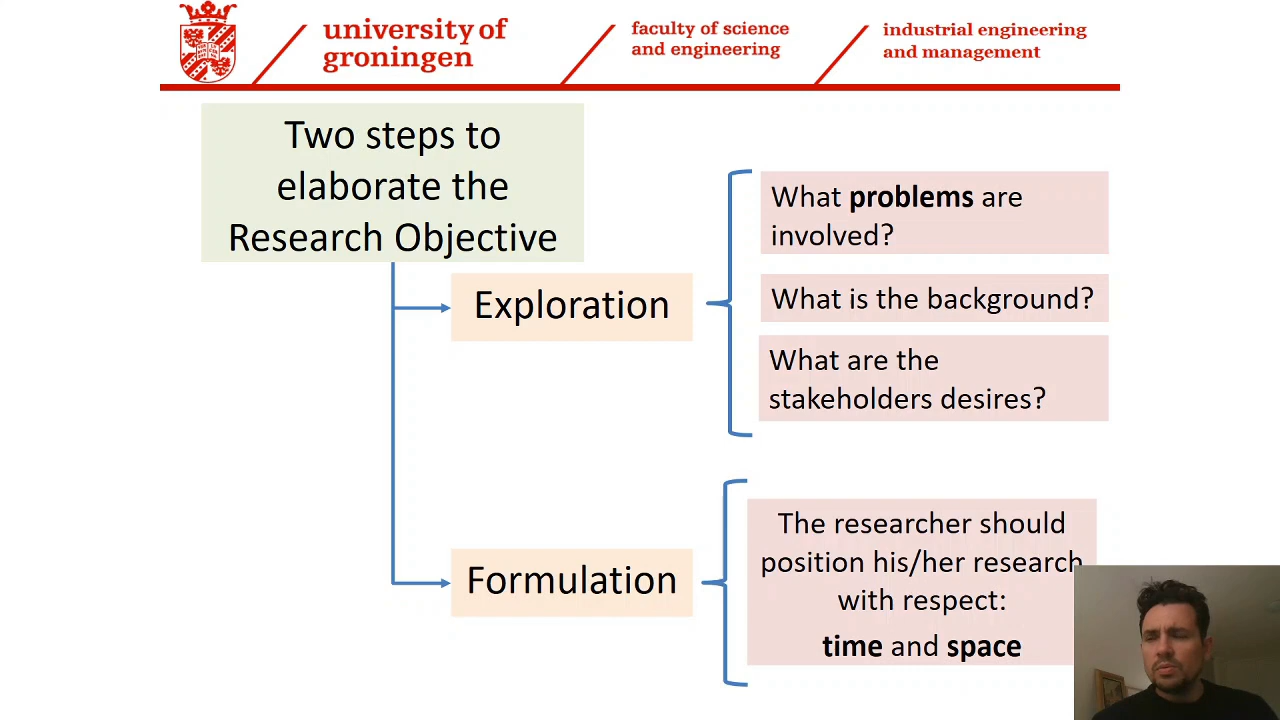 university of
groningen
faculty of science
and engineering
industrial engineering
and management
Two steps to
elaborate the
Research Objective
Exploration
What problems are
involved?
What is the background?
What are the
stakeholders desires?
Formulation
The researcher should
position his/her research
with respect:
time and space